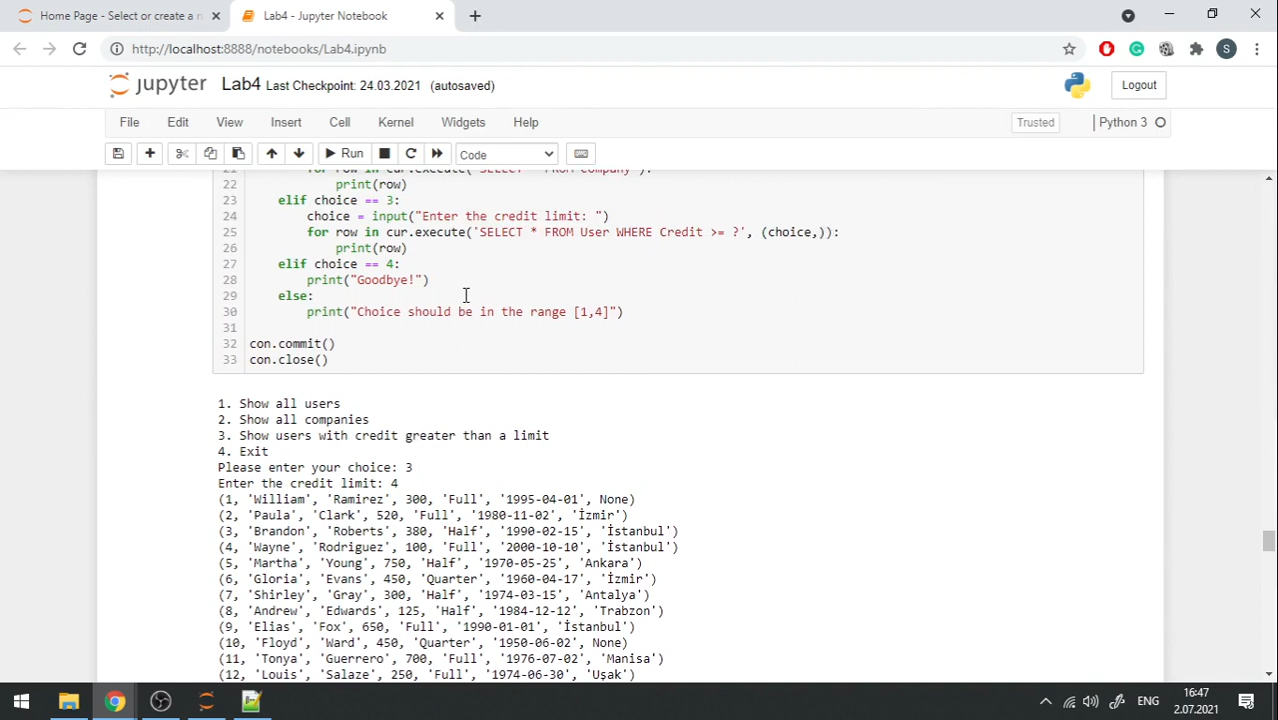 Home Page - Select or create a n
Lab4 - Jupyter Notebook
http://localhost:8888/notebooks/Lab4.ipynb
S
jupyter Lab4 Last Checkpoint: 24.03.2021 (autosaved)
Logout
File Edit View Insert Cell Kernel Widgets Help
Trusted
Python 3
Run
Code
21 for row in cur.execute('SELECT * FROM Company'):
22 print(row)
23 elif choice == 3:
24 choice = input("Enter the credit limit: ")
25 for row in cur.execute('SELECT * FROM User WHERE Credit >= ?', (choice,)):
26 print(row)
27 elif choice == 4:
28 print("Goodbye!")
29 else:
30 print("Choice should be in the range [1,4]")
31
32 con.commit()
33 con.close()
1. Show all users
2. Show all companies
3. Show users with credit greater than a limit
4. Exit
Please enter your choice: 3
Enter the credit limit: 4
(1, 'William', 'Ramirez', 300, 'Full', '1995-04-01', None)
(2, 'Paula', 'Clark', 520, 'Full', '1980-11-02', 'İzmir')
(3, 'Brandon', 'Roberts', 380, 'Half', '1990-02-15', 'İstanbul')
(4, 'Wayne', 'Rodriguez', 100, 'Full', '2000-10-10', 'İstanbul')
(5, 'Martha', 'Young', 750, 'Half', '1970-05-25', 'Ankara')
(6, 'Gloria', 'Evans', 450, 'Quarter', '1960-04-17', 'İzmir')
(7, 'Shirley', 'Gray', 300, 'Half', '1974-03-15', 'Antalya')
(8, 'Andrew', 'Edwards', 125, 'Half', '1984-12-12', 'Trabzon')
(9, 'Elias', 'Fox', 650, 'Full', '1990-01-01', 'İstanbul')
(10, 'Floyd', 'Ward', 450, 'Quarter', '1950-06-02', None)
(11, 'Tonya', 'Guerrero', 700, 'Full', '1976-07-02', 'Manisa')
(12, 'Louis', 'Salaze', 250, 'Full', '1974-06-30', 'Uşak')
ENG
16:47
2.07.2021